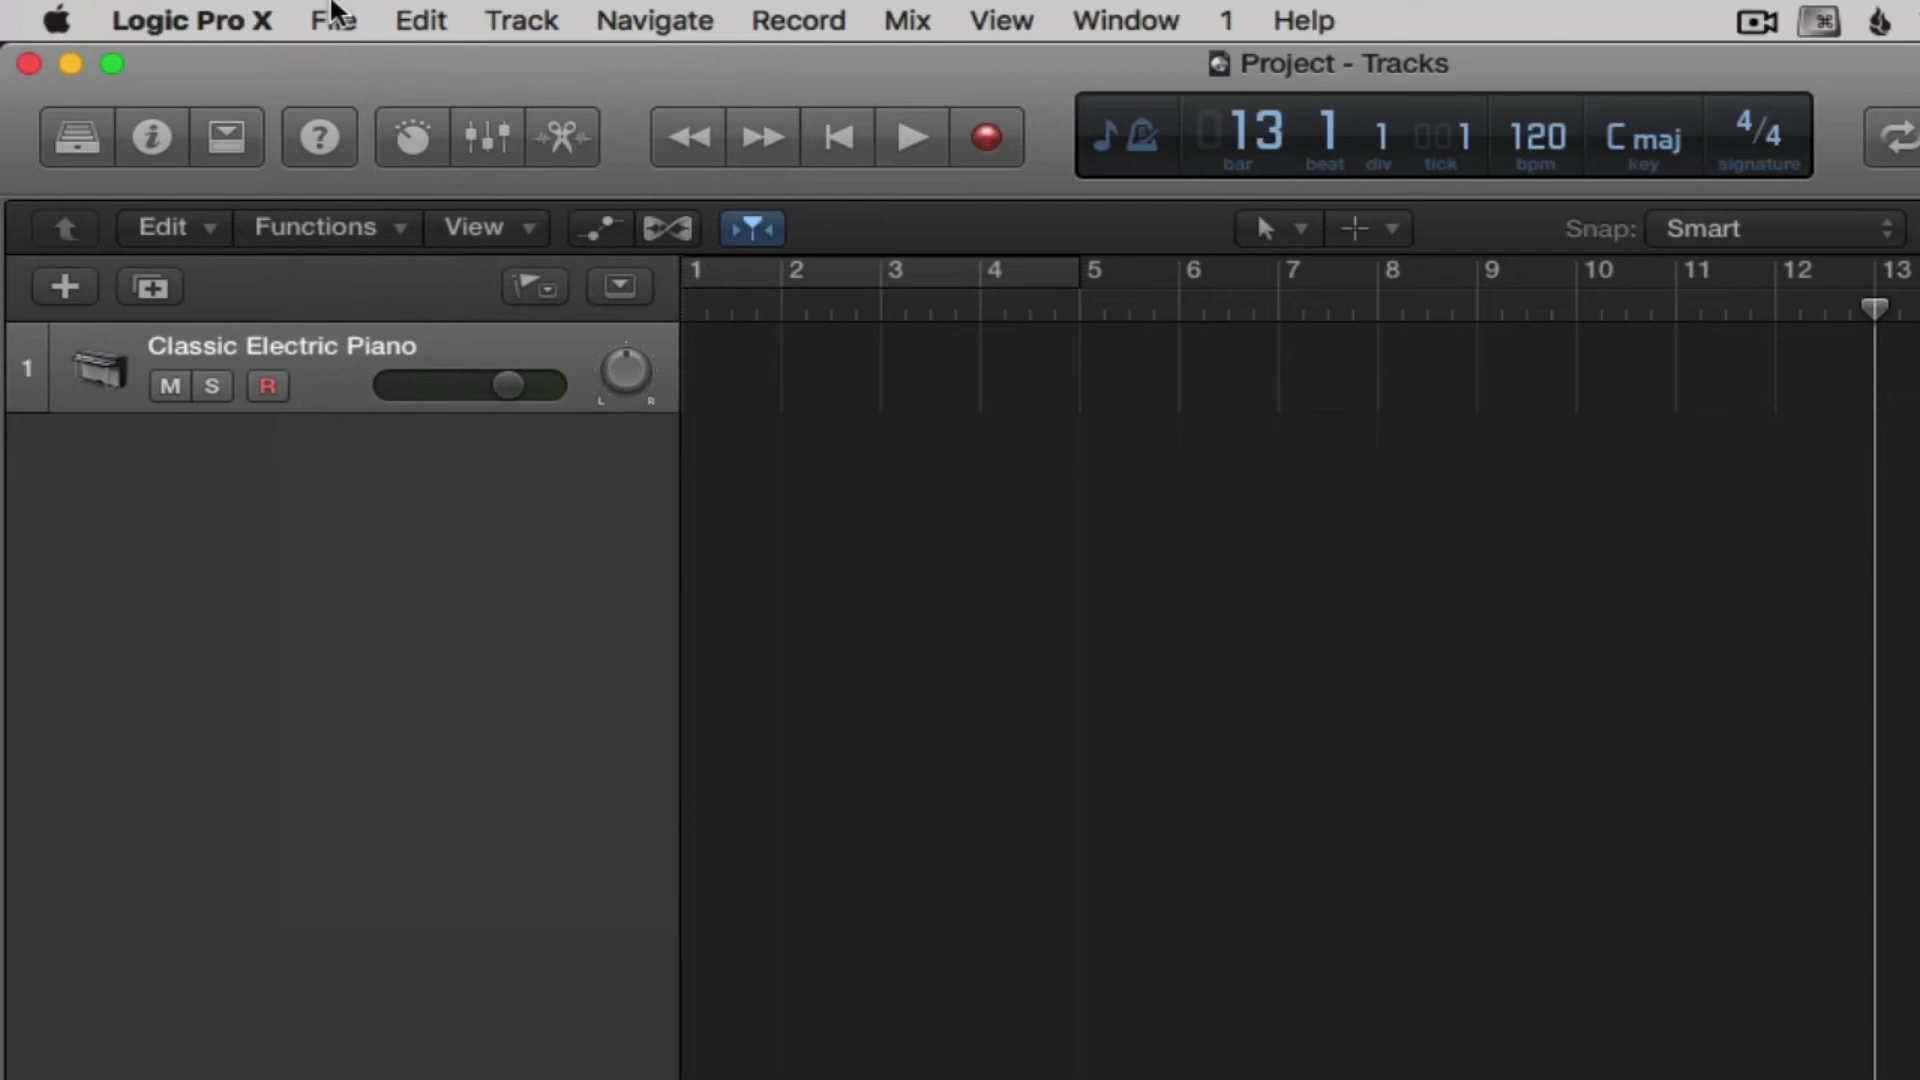 Logic Pro X File Edit Track Navigate Record Mix View Window 1 Help
Project - Tracks
13 1 1 1 120 C maj 4/4
bar beat div tick bpm key signature
Edit Functions View Snap: Smart
1 2 3 4 5 6 7 8 9 10 11 12 13
1 Classic Electric Piano
M S R
L R